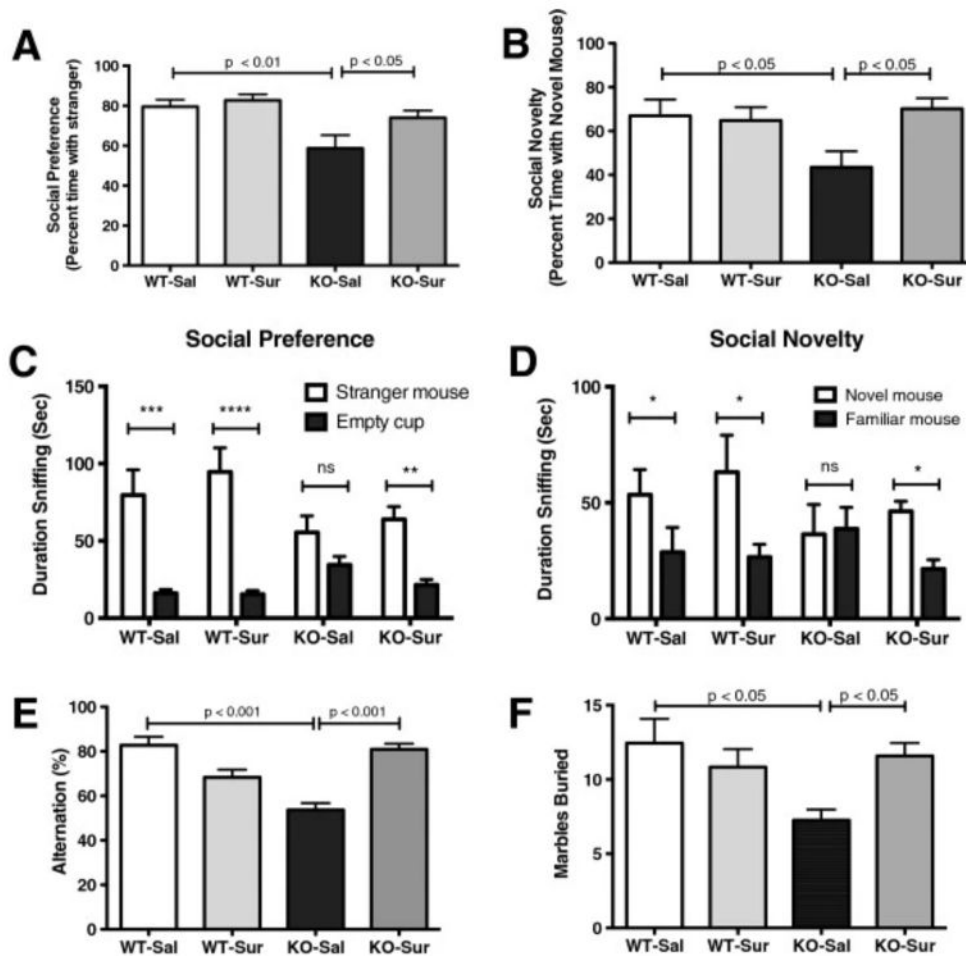 A
Social Preference
(Percent time with stranger)
100
80
60
40
20
0
p < 0.01
p < 0.05
WT-Sal WT-Sur KO-Sal KO-Sur
B
Social Novelty
(Percent Time with Novel Mouse)
100
80
60
40
20
0
p < 0.05
p < 0.05
WT-Sal WT-Sur KO-Sal KO-Sur
C
Social Preference
Duration Sniffing (Sec)
150
100
50
0
Stranger mouse
Empty cup
***
****
ns
**
WT-Sal WT-Sur KO-Sal KO-Sur
D
Social Novelty
Duration Sniffing (Sec)
100
50
0
Novel mouse
Familiar mouse
*
*
ns
*
WT-Sal WT-Sur KO-Sal KO-Sur
E
Alternation (%)
100
80
60
40
20
0
p < 0.001
p < 0.001
WT-Sal WT-Sur KO-Sal KO-Sur
F
Marbles Buried
15
10
5
0
p < 0.05
p < 0.05
WT-Sal WT-Sur KO-Sal KO-Sur